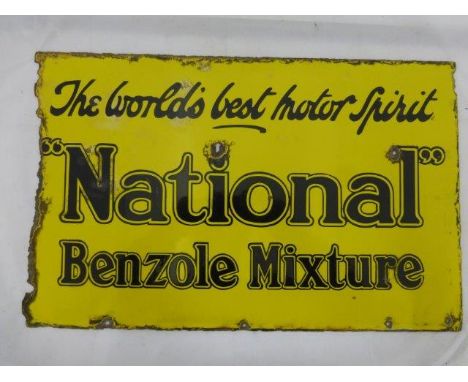 The World's best motor Spirit
"National"
Benzole Mixture